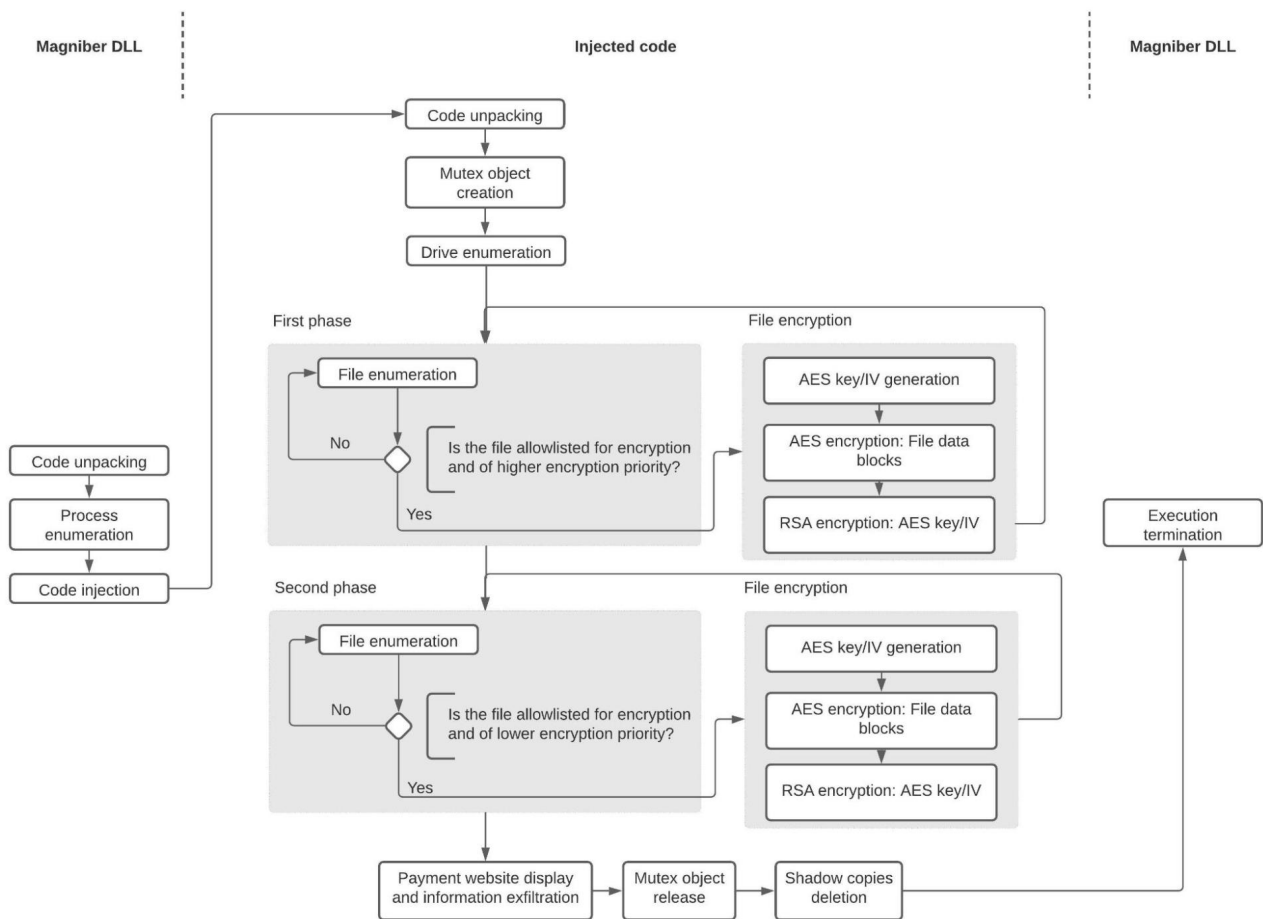 Magniber DLL
Injected code
Magniber DLL
Code unpacking
Mutex object
creation
Drive enumeration
First phase
File encryption
File enumeration
No
Is the file allowlisted for encryption
and of higher encryption priority?
Yes
AES key/IV generation
AES encryption: File data
blocks
RSA encryption: AES key/IV
Code unpacking
Process
enumeration
Code injection
Execution
termination
Second phase
File encryption
File enumeration
No
Is the file allowlisted for encryption
and of lower encryption priority?
Yes
AES key/IV generation
AES encryption: File data
blocks
RSA encryption: AES key/IV
Payment website display
and information exfiltration
Mutex object
release
Shadow copies
deletion